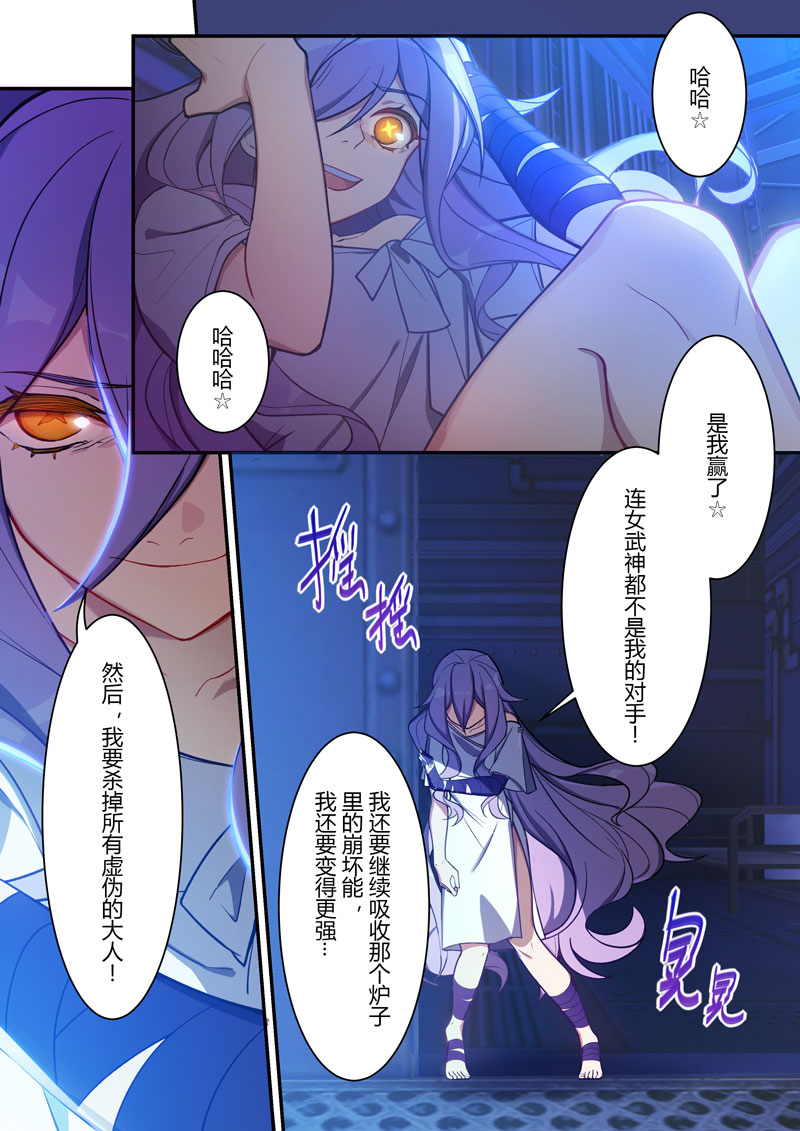 哈哈☆
哈哈哈☆
是我赢了☆
连女武神都不是我的对手！
摇摇
我还要继续吸收那个炉子
里的崩坏能，
我还要变得更强…
晃晃
然后，我要杀掉所有虚伪的大人！